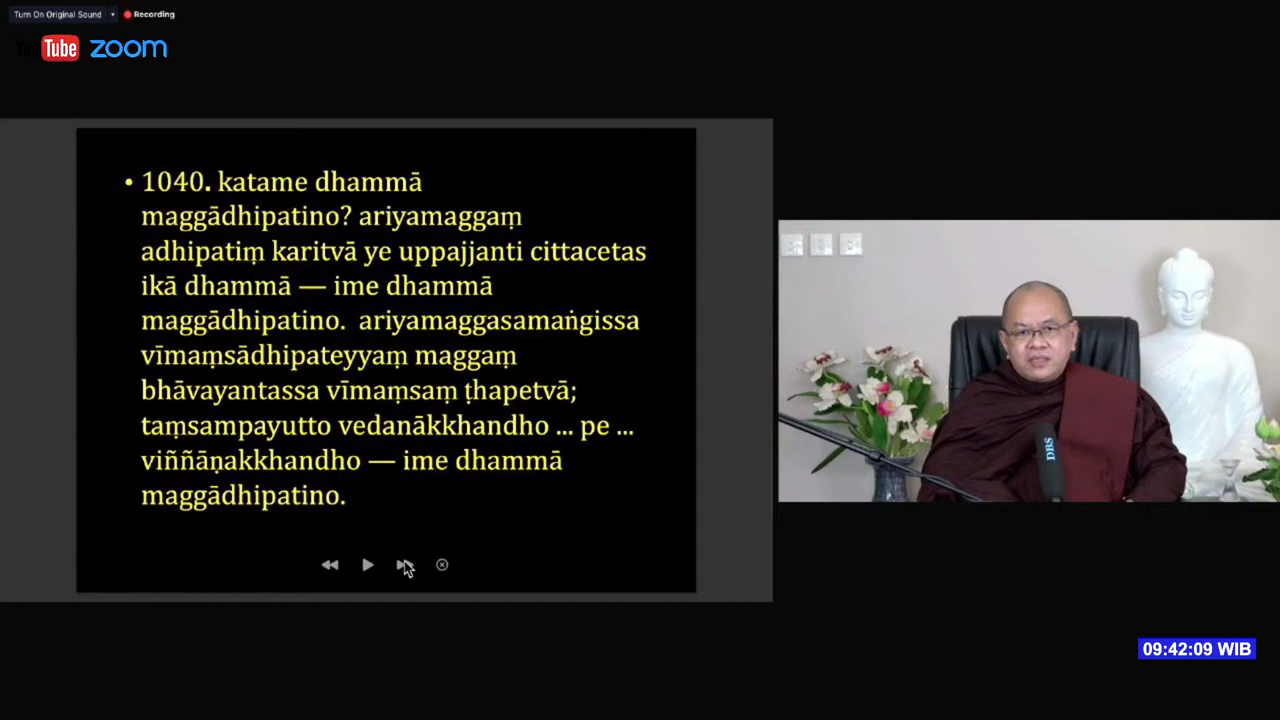 Turn On Original Sound
Recording
YouTube zoom
• 1040. katame dhammā
maggādhipatino? ariyamaggaṃ
adhipatiṃ karitvā ye uppajjanti cittacetas
ikā dhammā — ime dhammā
maggādhipatino.  ariyamaggasamaṅgissa
vīmaṃsādhipateyyaṃ maggaṃ
bhāvayantassa vīmaṃsaṃ ṭhapetvā;
taṃsampayutto vedanākkhandho ... pe ...
viññāṇakkhandho — ime dhammā
maggādhipatino.
DBS
09:42:09 WIB